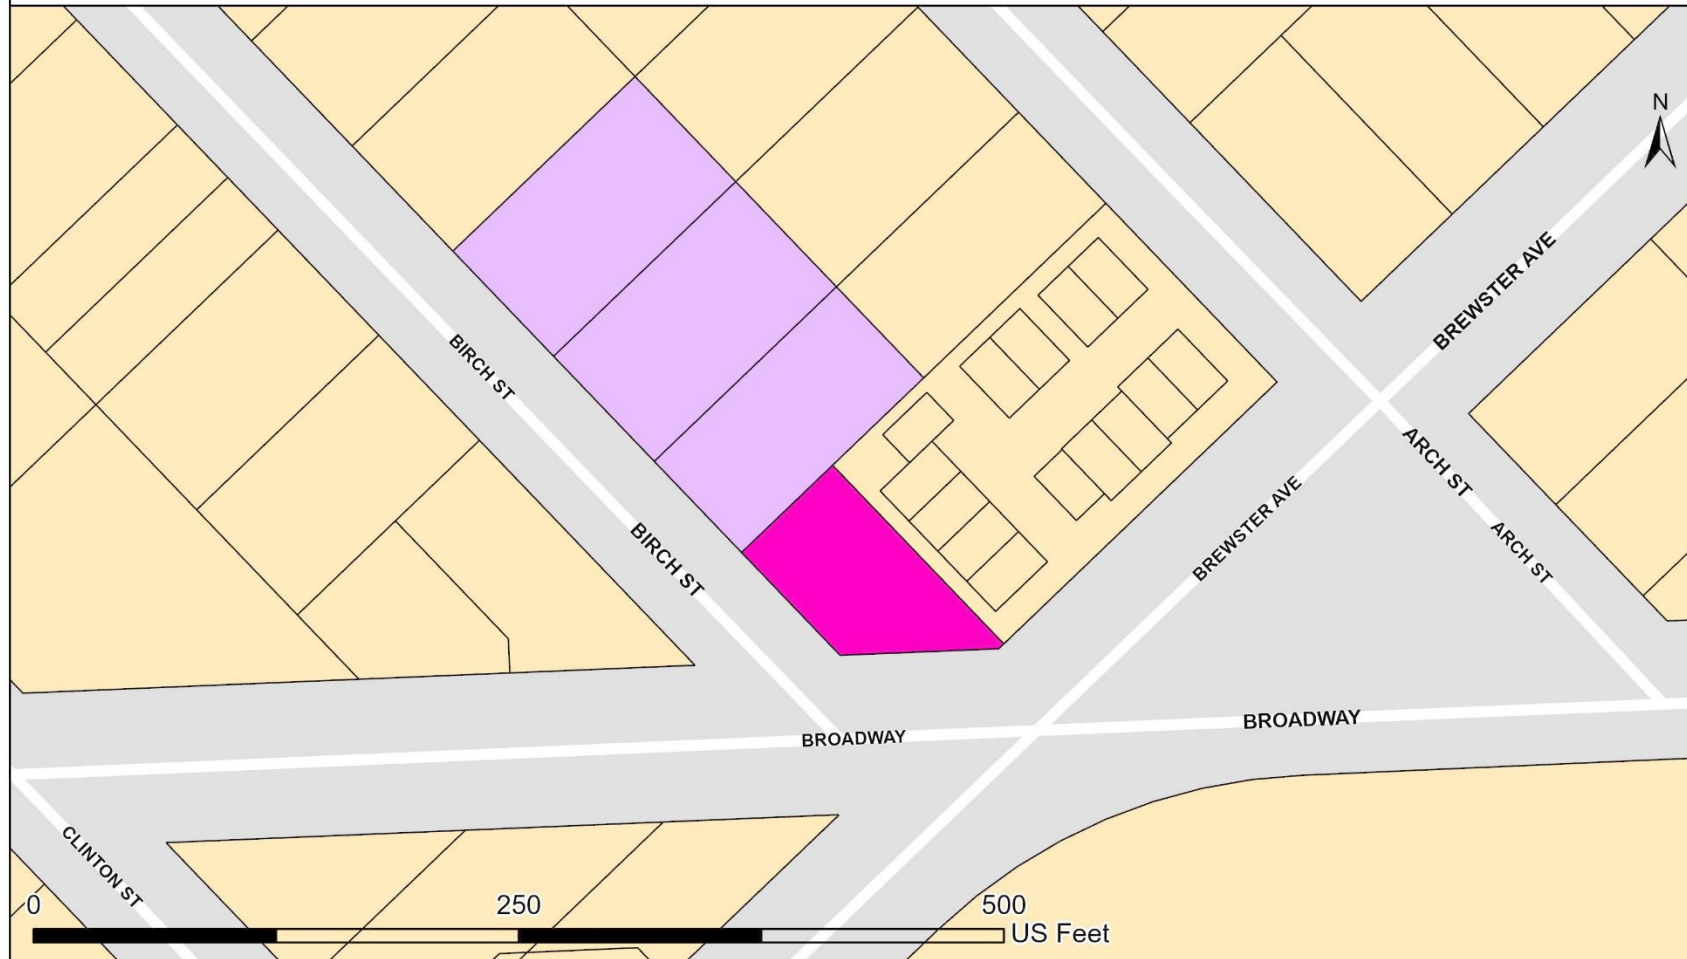 N
BREWSTER AVE
BIRCH ST
ARCH ST
BREWSTER AVE
BIRCH ST
ARCH ST
BROADWAY
BROADWAY
CLINTON ST
0 250 500
US Feet